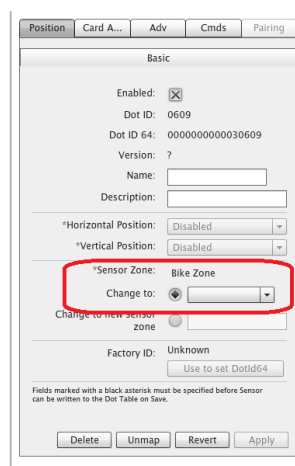 Position Card A... Adv Cmds Pairing
Basic
Enabled:
Dot ID: 0609
Dot ID 64: 0000000000030609
Version: ?
Name:
Description:
*Horizontal Position: Disabled
*Vertical Position: Disabled
*Sensor Zone: Bike Zone
Change to:
Change to new sensor
zone
Factory ID: Unknown
Use to set DotId64
Fields marked with a black asterisk must be specified before Sensor
can be written to the Dot Table on Save.
Delete Unmap Revert Apply